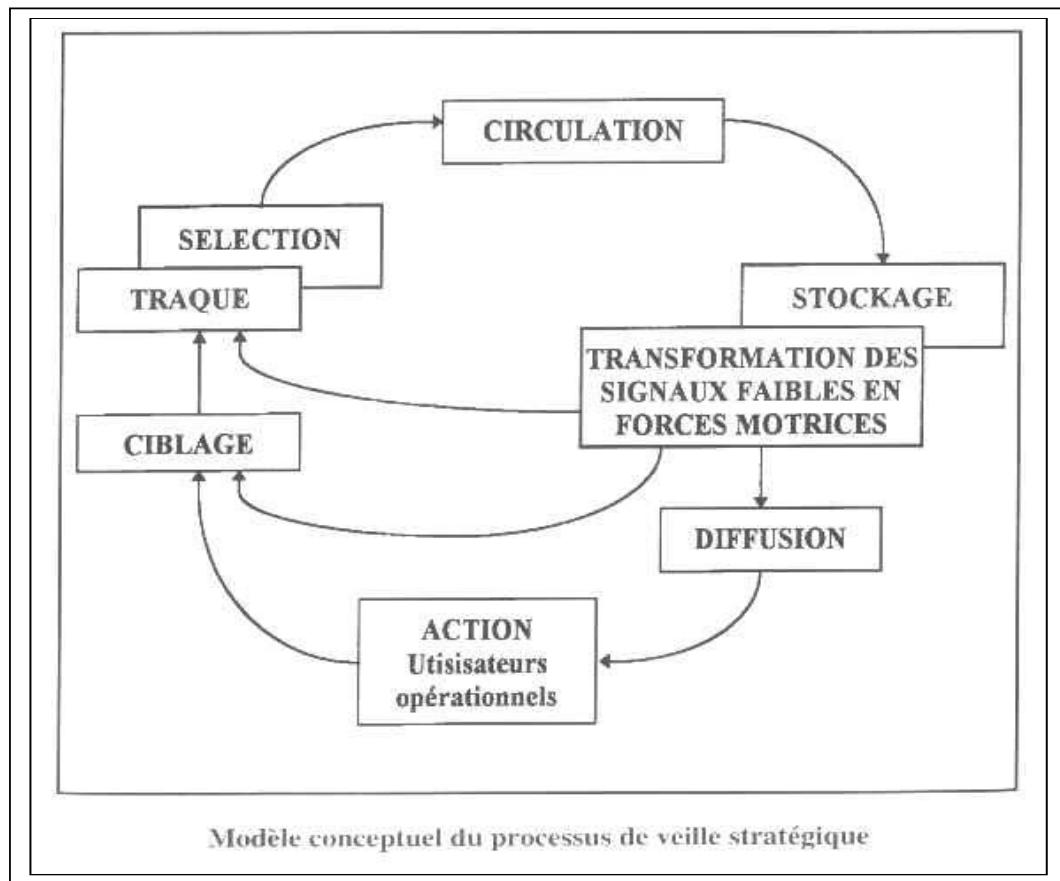 CIRCULATION
SELECTION
TRAQUE
STOCKAGE
TRANSFORMATION DES
SIGNAUX FAIBLES EN
FORCES MOTRICES
CIBLAGE
DIFFUSION
ACTION
Utisisateurs
opérationnels
Modèle conceptuel du processus de veille stratégique